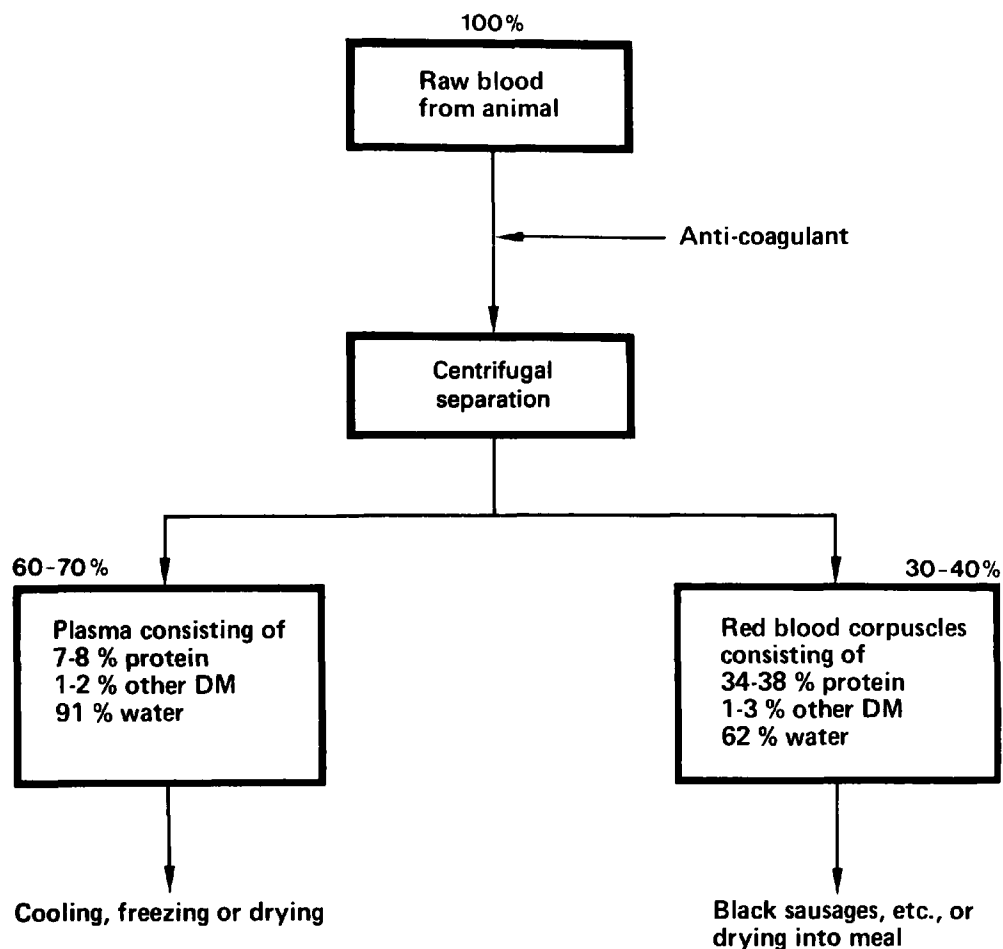 100%
Raw blood
from animal
Anti-coagulant
Centrifugal
separation
60-70%
Plasma consisting of
7-8 % protein
1-2 % other DM
91 % water
30-40%
Red blood corpuscles
consisting of
34-38 % protein
1-3 % other DM
62 % water
Cooling, freezing or drying
Black sausages, etc., or
drying into meal